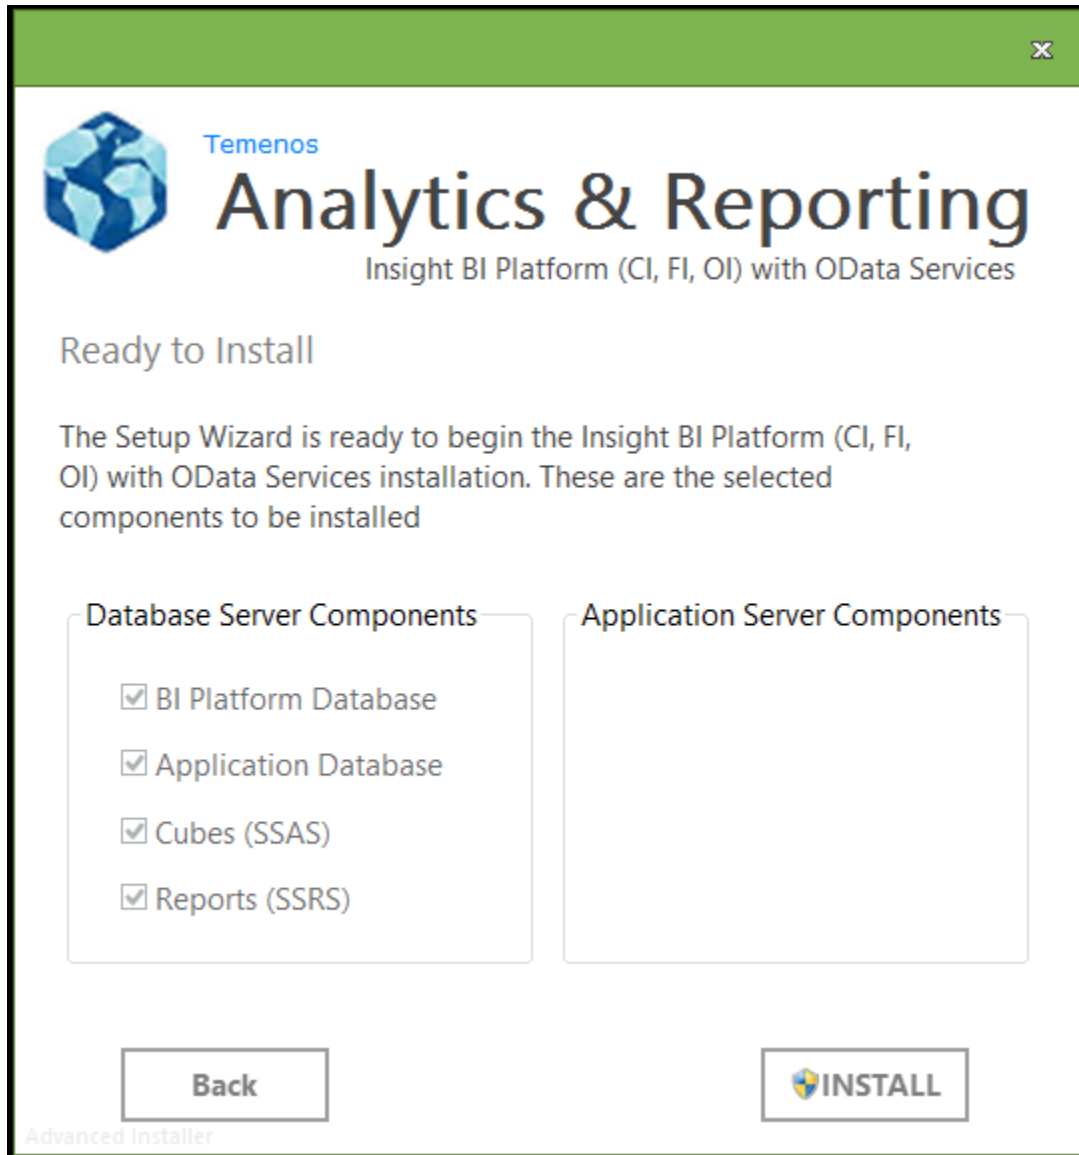 Temenos
Analytics & Reporting
Insight BI Platform (CI, FI, OI) with OData Services
Ready to Install
The Setup Wizard is ready to begin the Insight BI Platform (CI, FI,
OI) with OData Services installation. These are the selected
components to be installed
Database Server Components
BI Platform Database
Application Database
Cubes (SSAS)
Reports (SSRS)
Application Server Components
Back
INSTALL
Advanced Installer